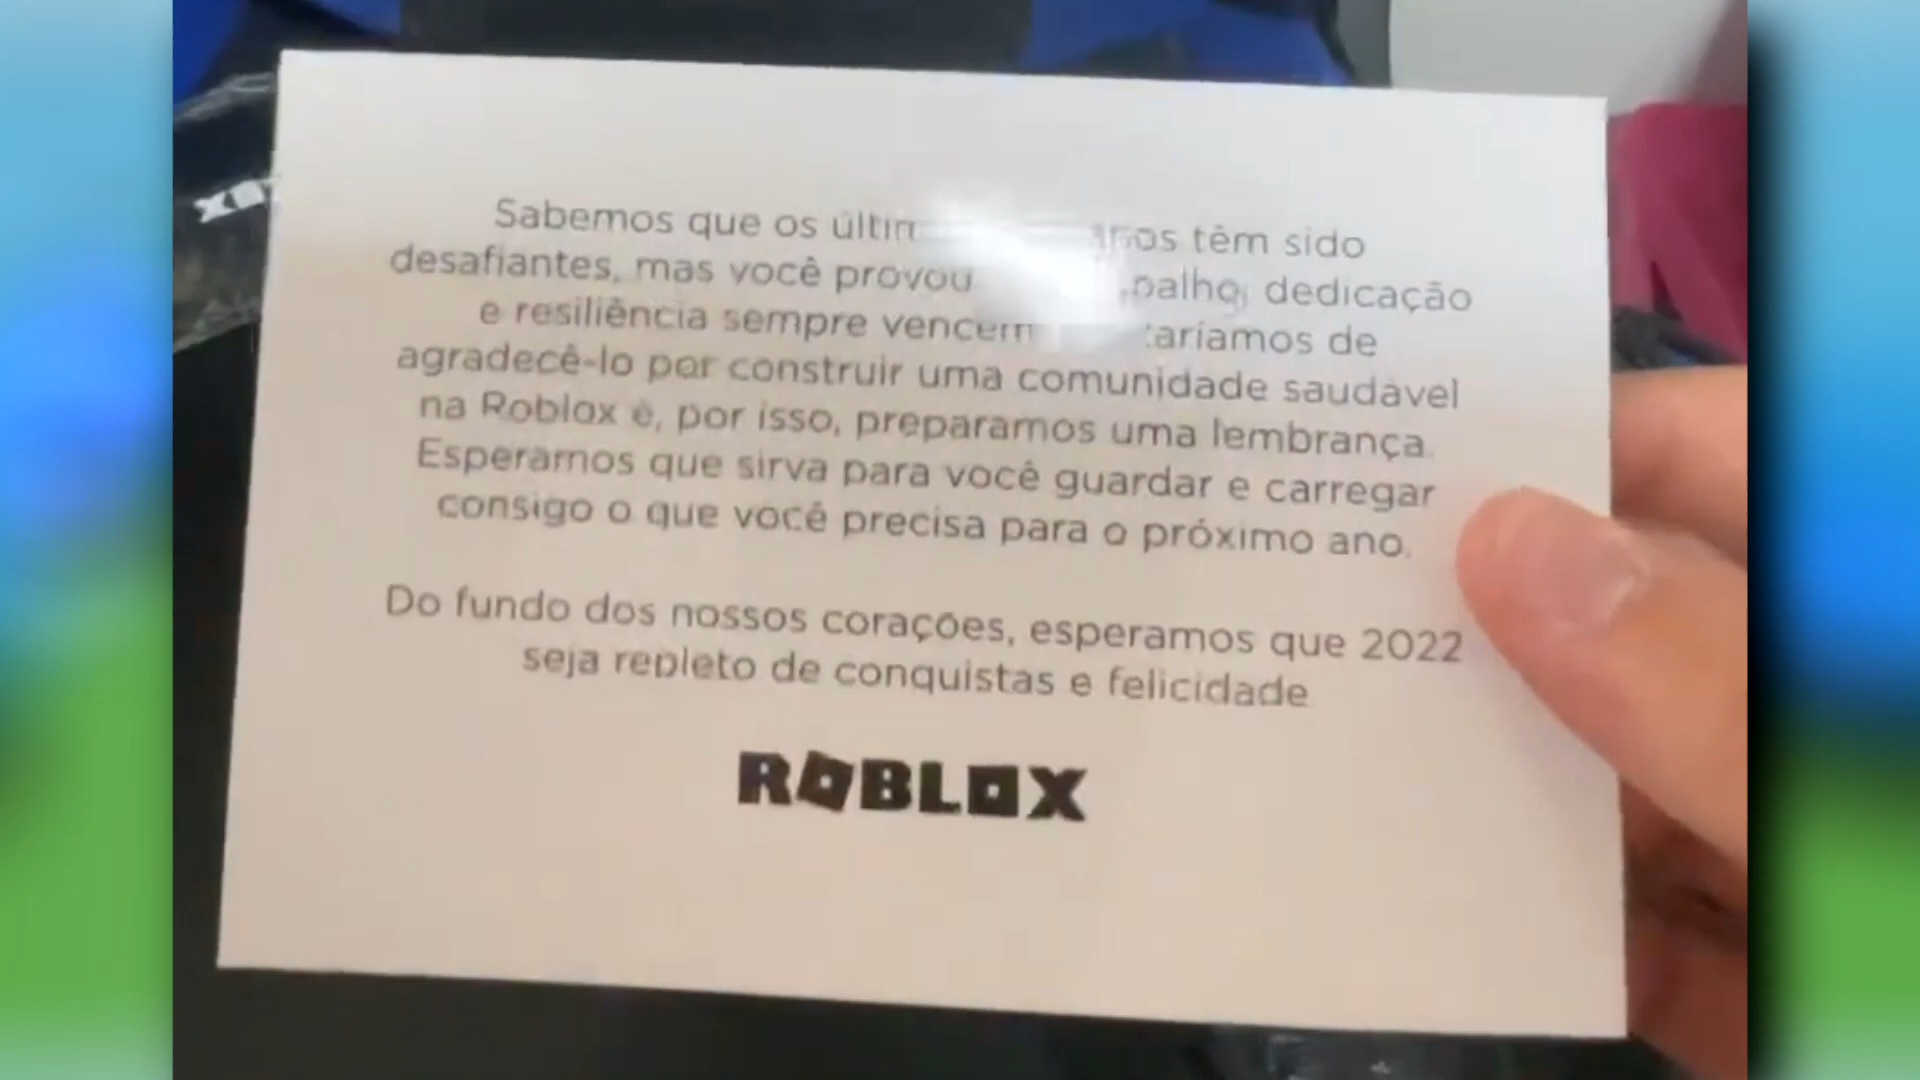 Sabemos que os têm sido
desafiantes, mas você provou dedicação
e resiliência sempre vencem de
agradecê-lo por construir uma comunidade saudável
na Roblox e, por isso, preparamos uma lembrança.
Esperamos que sirva para você guardar e carregar
consigo o que você precisa para o próximo ano.
Do fundo dos nossos corações, esperamos que 2022
seja repleto de conquistas e felicidade
ROBLOX